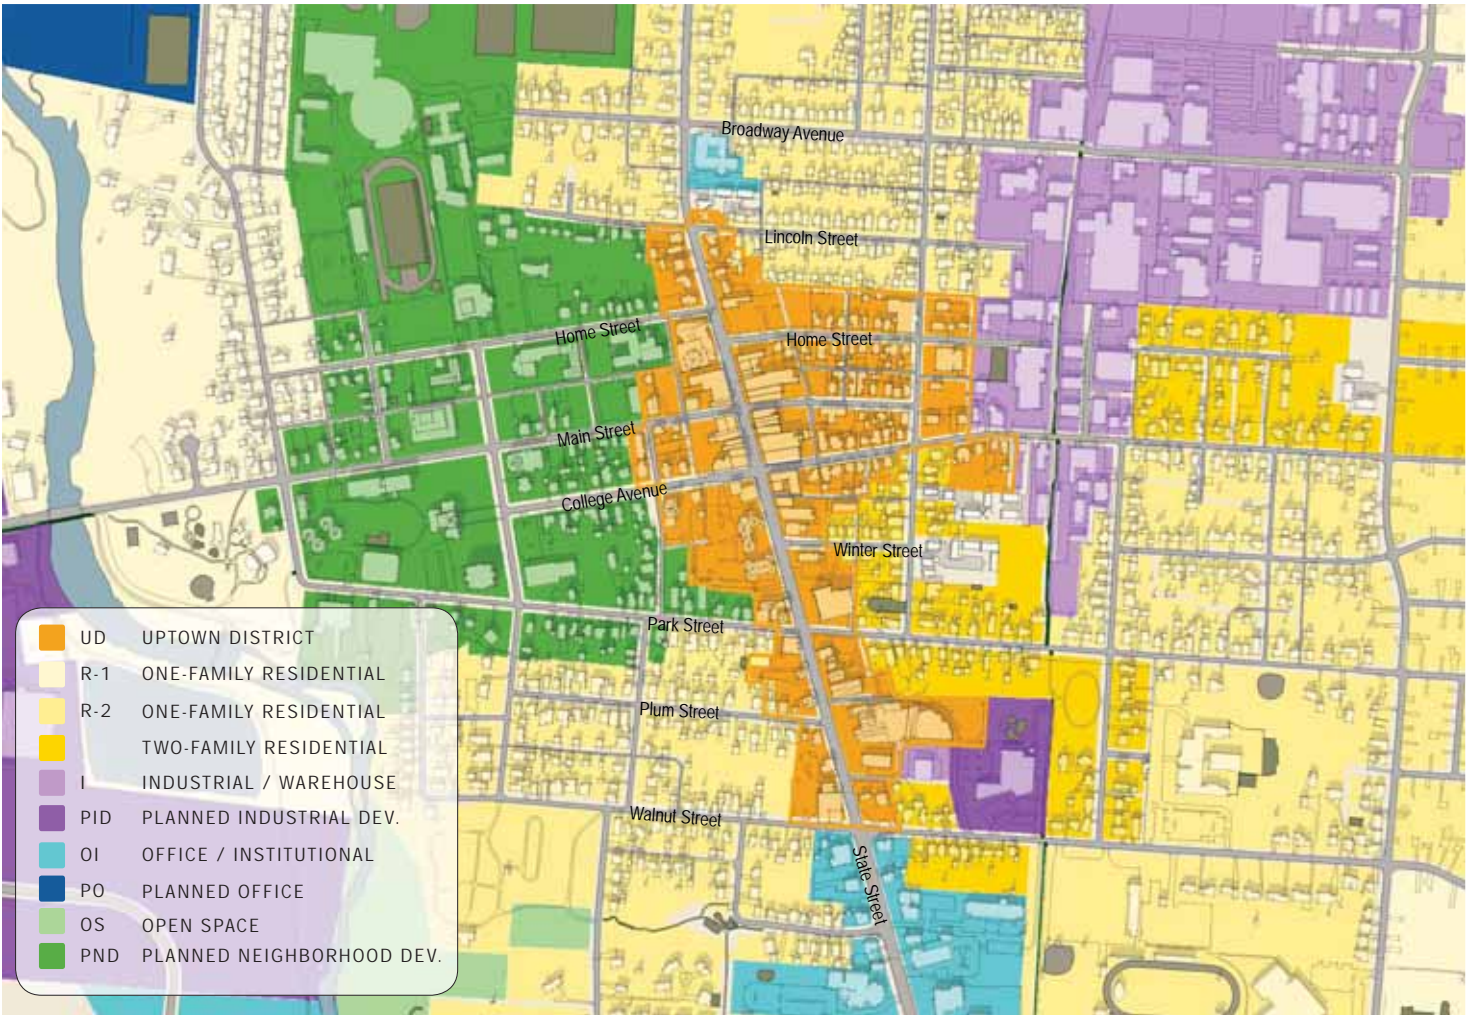 Broadway Avenue
Lincoln Street
Home Street
Home Street
Main Street
College Avenue
Winter Street
Park Street
Plum Street
Walnut Street
State Street
UD UPTOWN DISTRICT
R-1 ONE-FAMILY RESIDENTIAL
R-2 ONE-FAMILY RESIDENTIAL
TWO-FAMILY RESIDENTIAL
I INDUSTRIAL / WAREHOUSE
PID PLANNED INDUSTRIAL DEV.
OI OFFICE / INSTITUTIONAL
PO PLANNED OFFICE
OS OPEN SPACE
PND PLANNED NEIGHBORHOOD DEV.